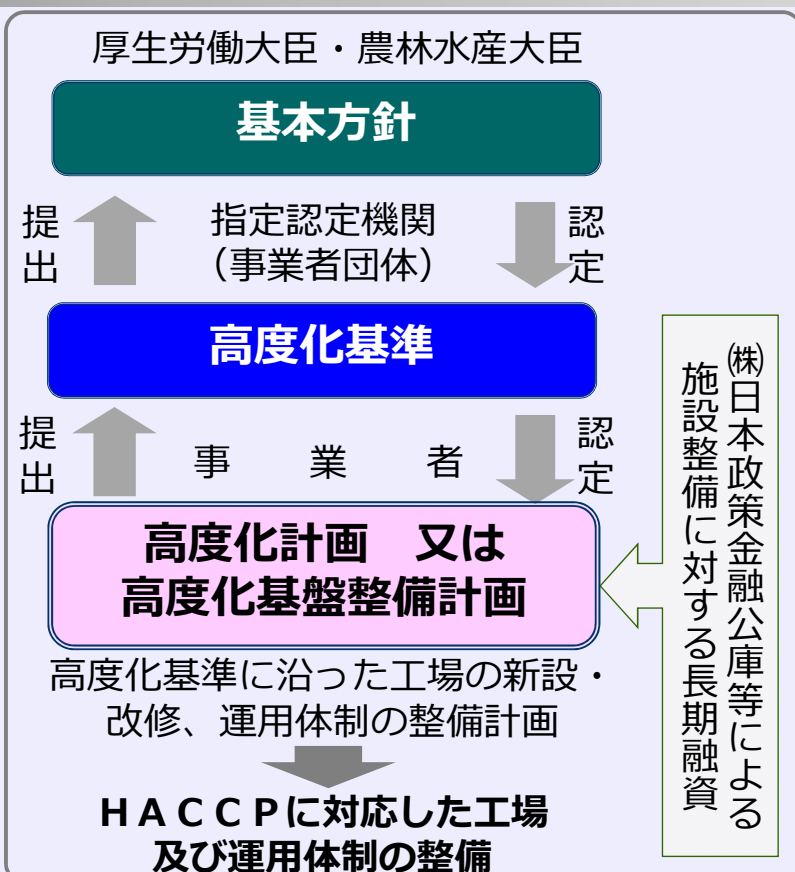 厚生労働大臣・農林水産大臣
基本方針
提出
指定認定機関
（事業者団体）
認定
高度化基準
提出
事　業　者
認定
高度化計画　又は
高度化基盤整備計画
高度化基準に沿った工場の新設・
改修、運用体制の整備計画
ＨＡＣＣＰに対応した工場
及び運用体制の整備
㈱日本政策金融公庫等による
施設整備に対する長期融資